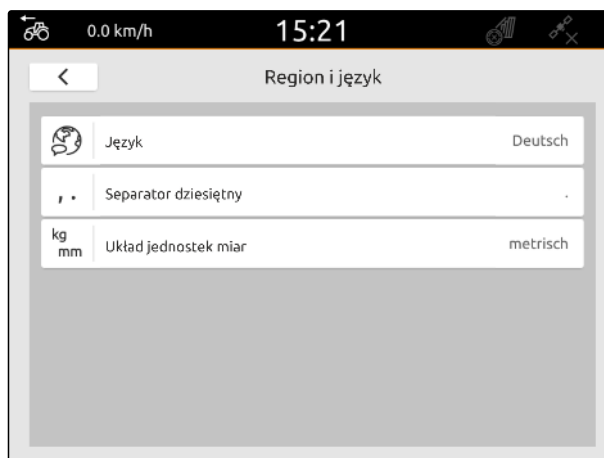 0.0 km/h 15:21
Region i język
Język Deutsch
, . Separator dziesiętny .
kg
mm Układ jednostek miar metrisch